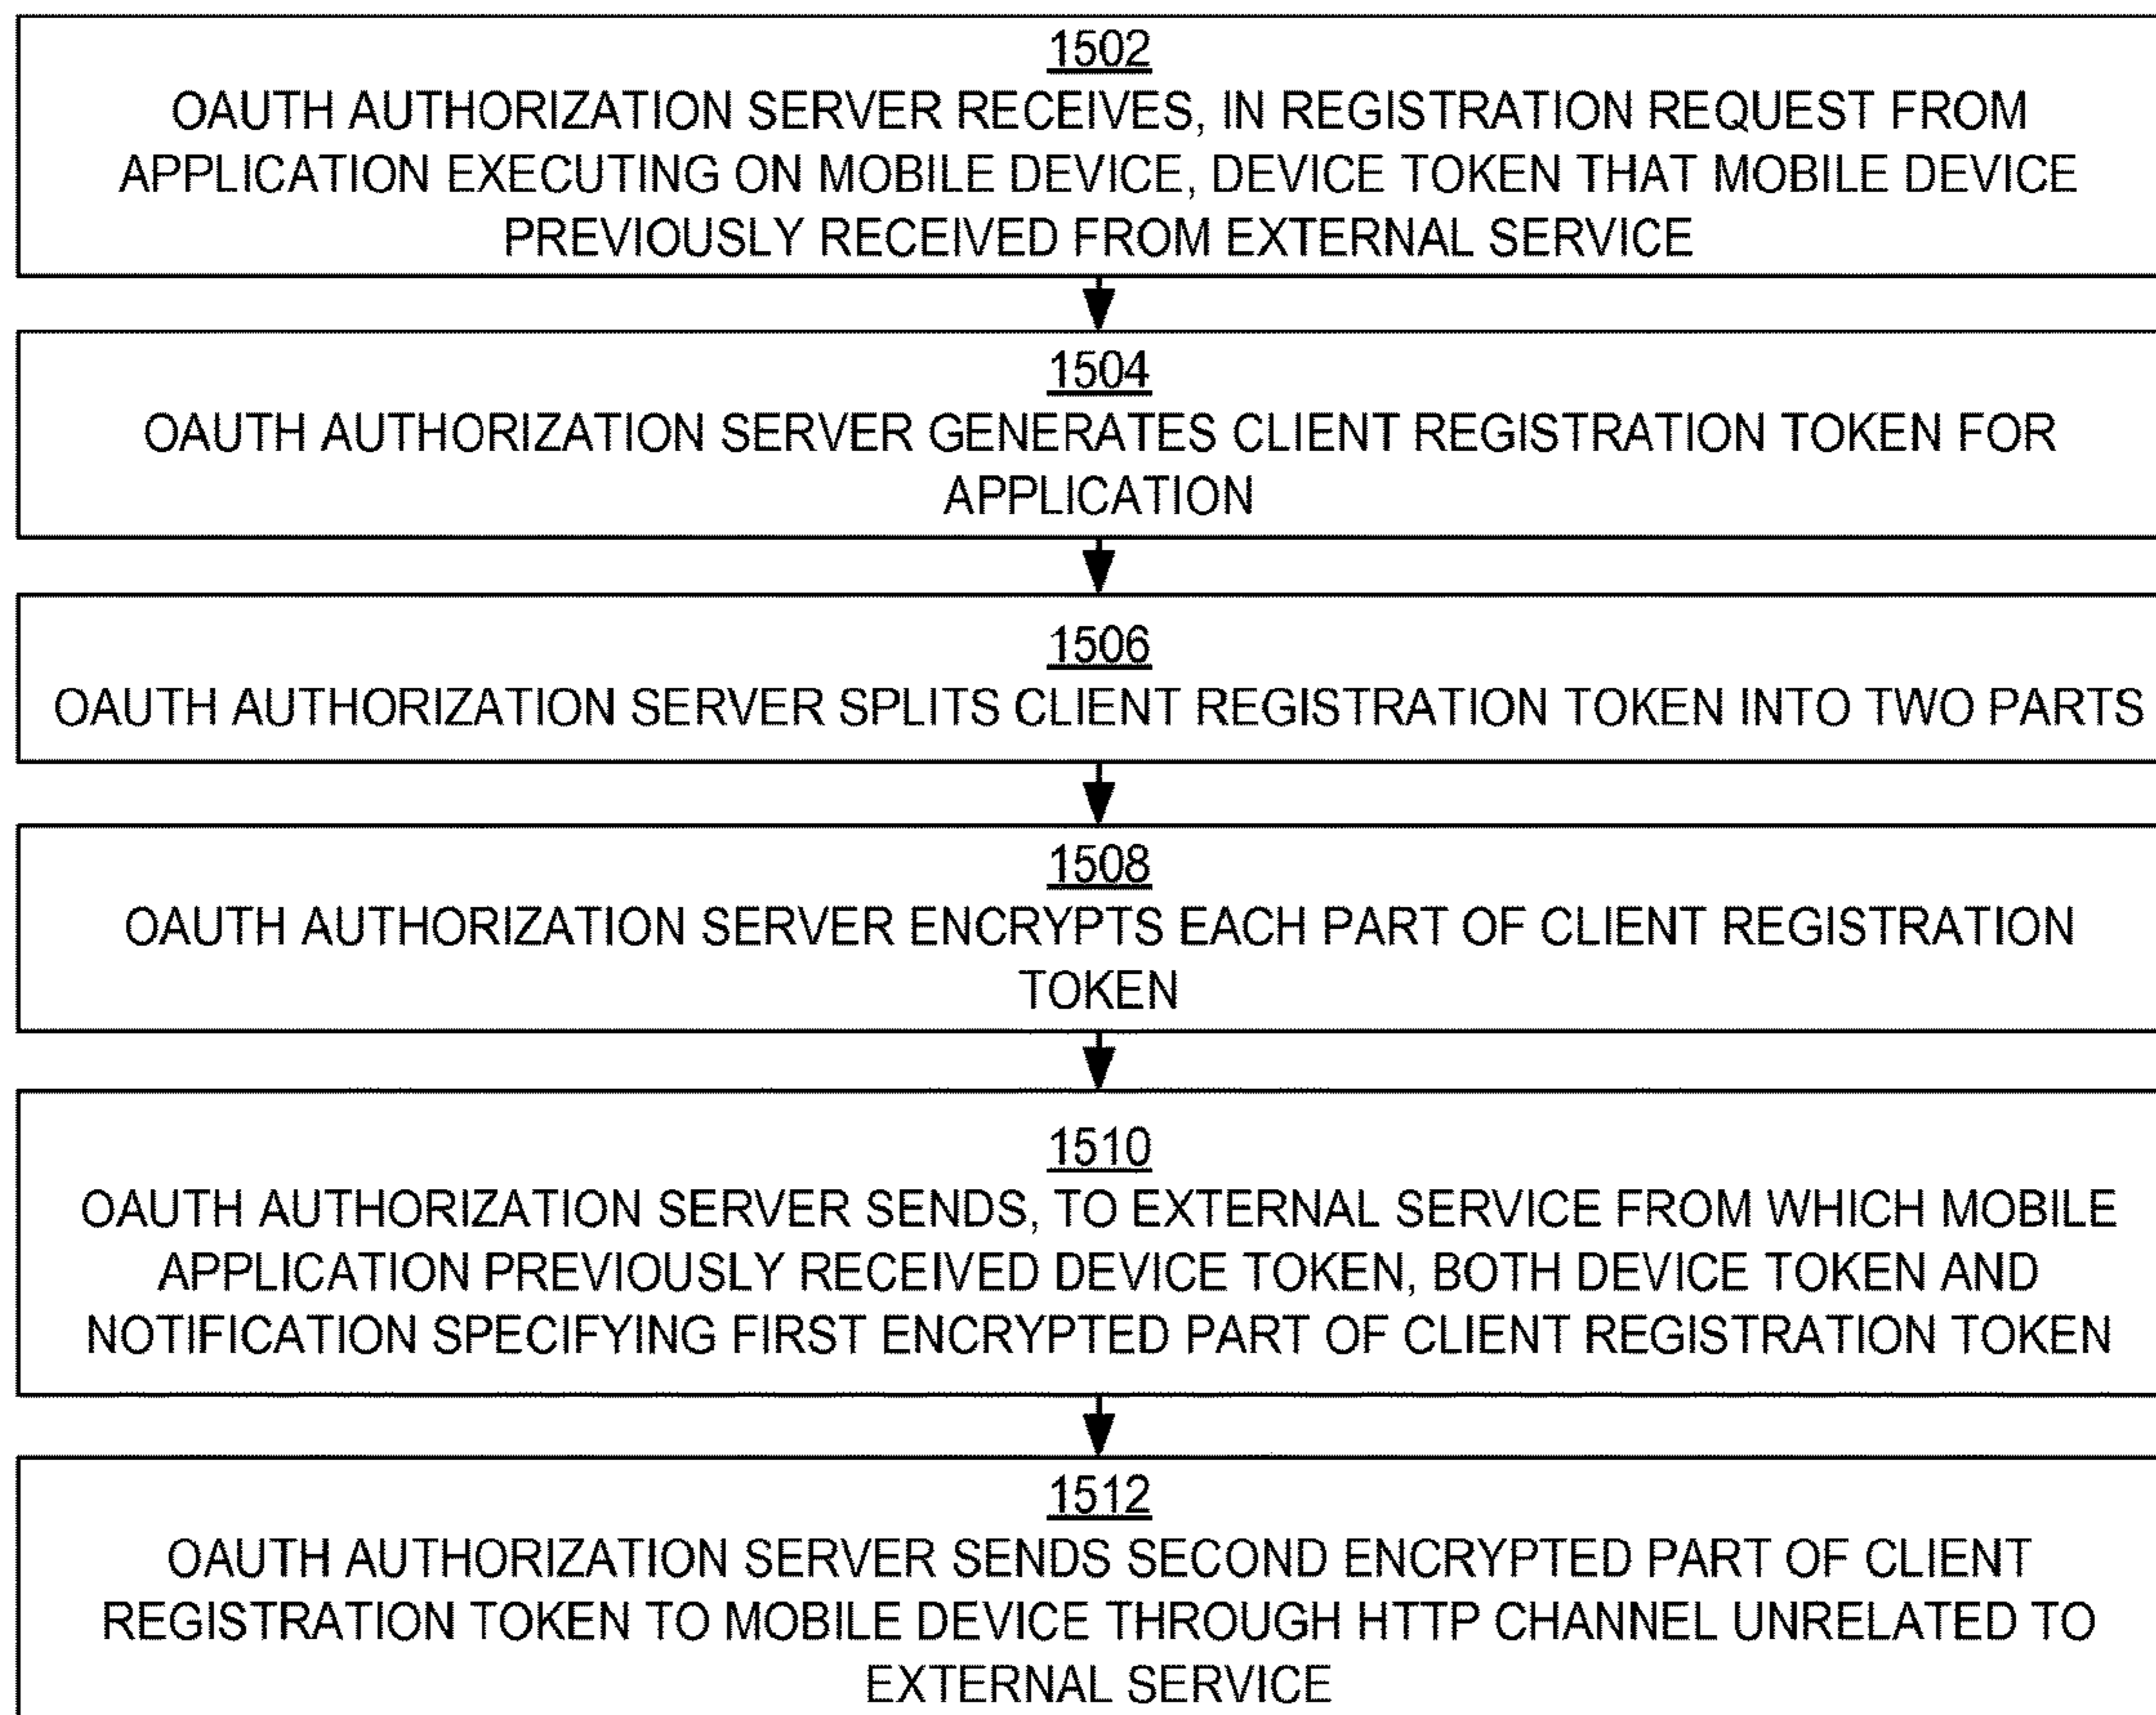 1502
OAUTH AUTHORIZATION SERVER RECEIVES, IN REGISTRATION REQUEST FROM
APPLICATION EXECUTING ON MOBILE DEVICE, DEVICE TOKEN THAT MOBILE DEVICE
PREVIOUSLY RECEIVED FROM EXTERNAL SERVICE
1504
OAUTH AUTHORIZATION SERVER GENERATES CLIENT REGISTRATION TOKEN FOR
APPLICATION
1506
OAUTH AUTHORIZATION SERVER SPLITS CLIENT REGISTRATION TOKEN INTO TWO PARTS
1508
OAUTH AUTHORIZATION SERVER ENCRYPTS EACH PART OF CLIENT REGISTRATION
TOKEN
1510
OAUTH AUTHORIZATION SERVER SENDS, TO EXTERNAL SERVICE FROM WHICH MOBILE
APPLICATION PREVIOUSLY RECEIVED DEVICE TOKEN, BOTH DEVICE TOKEN AND
NOTIFICATION SPECIFYING FIRST ENCRYPTED PART OF CLIENT REGISTRATION TOKEN
1512
OAUTH AUTHORIZATION SERVER SENDS SECOND ENCRYPTED PART OF CLIENT
REGISTRATION TOKEN TO MOBILE DEVICE THROUGH HTTP CHANNEL UNRELATED TO
EXTERNAL SERVICE